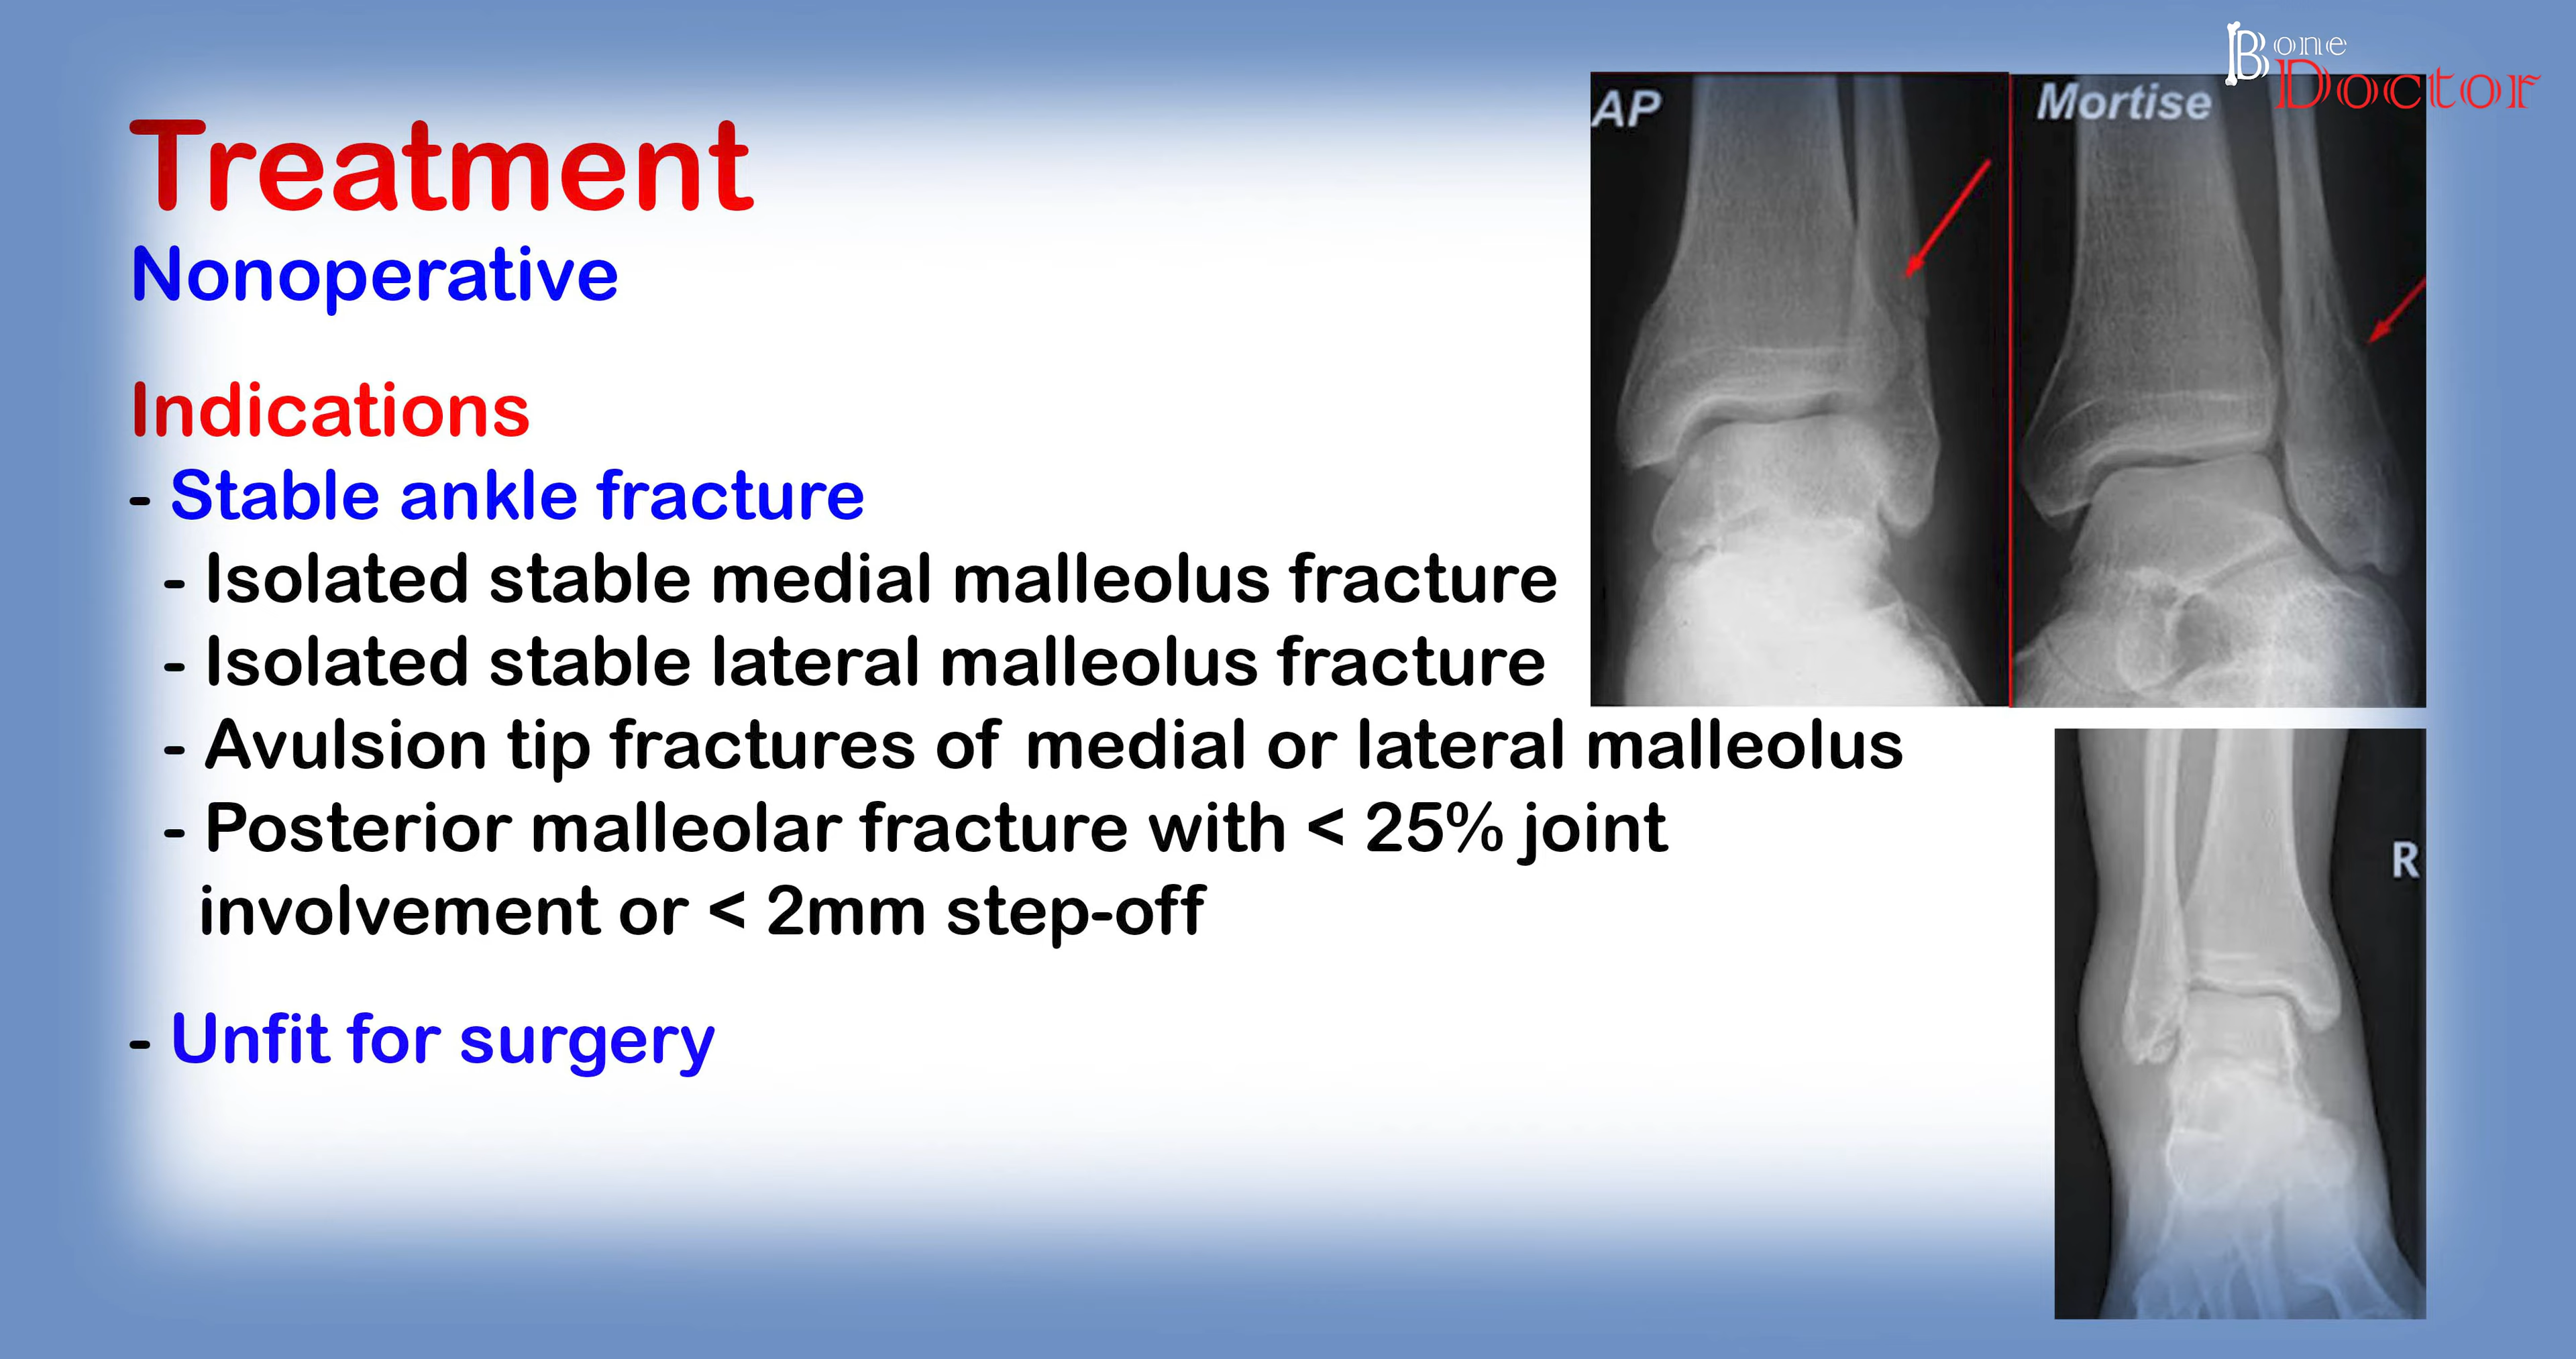 Bone
Doctor
Treatment
Nonoperative
Indications
- Stable ankle fracture
- Isolated stable medial malleolus fracture
- Isolated stable lateral malleolus fracture
- Avulsion tip fractures of medial or lateral malleolus
- Posterior malleolar fracture with < 25% joint
involvement or < 2mm step-off
- Unfit for surgery
AP
Mortise
R